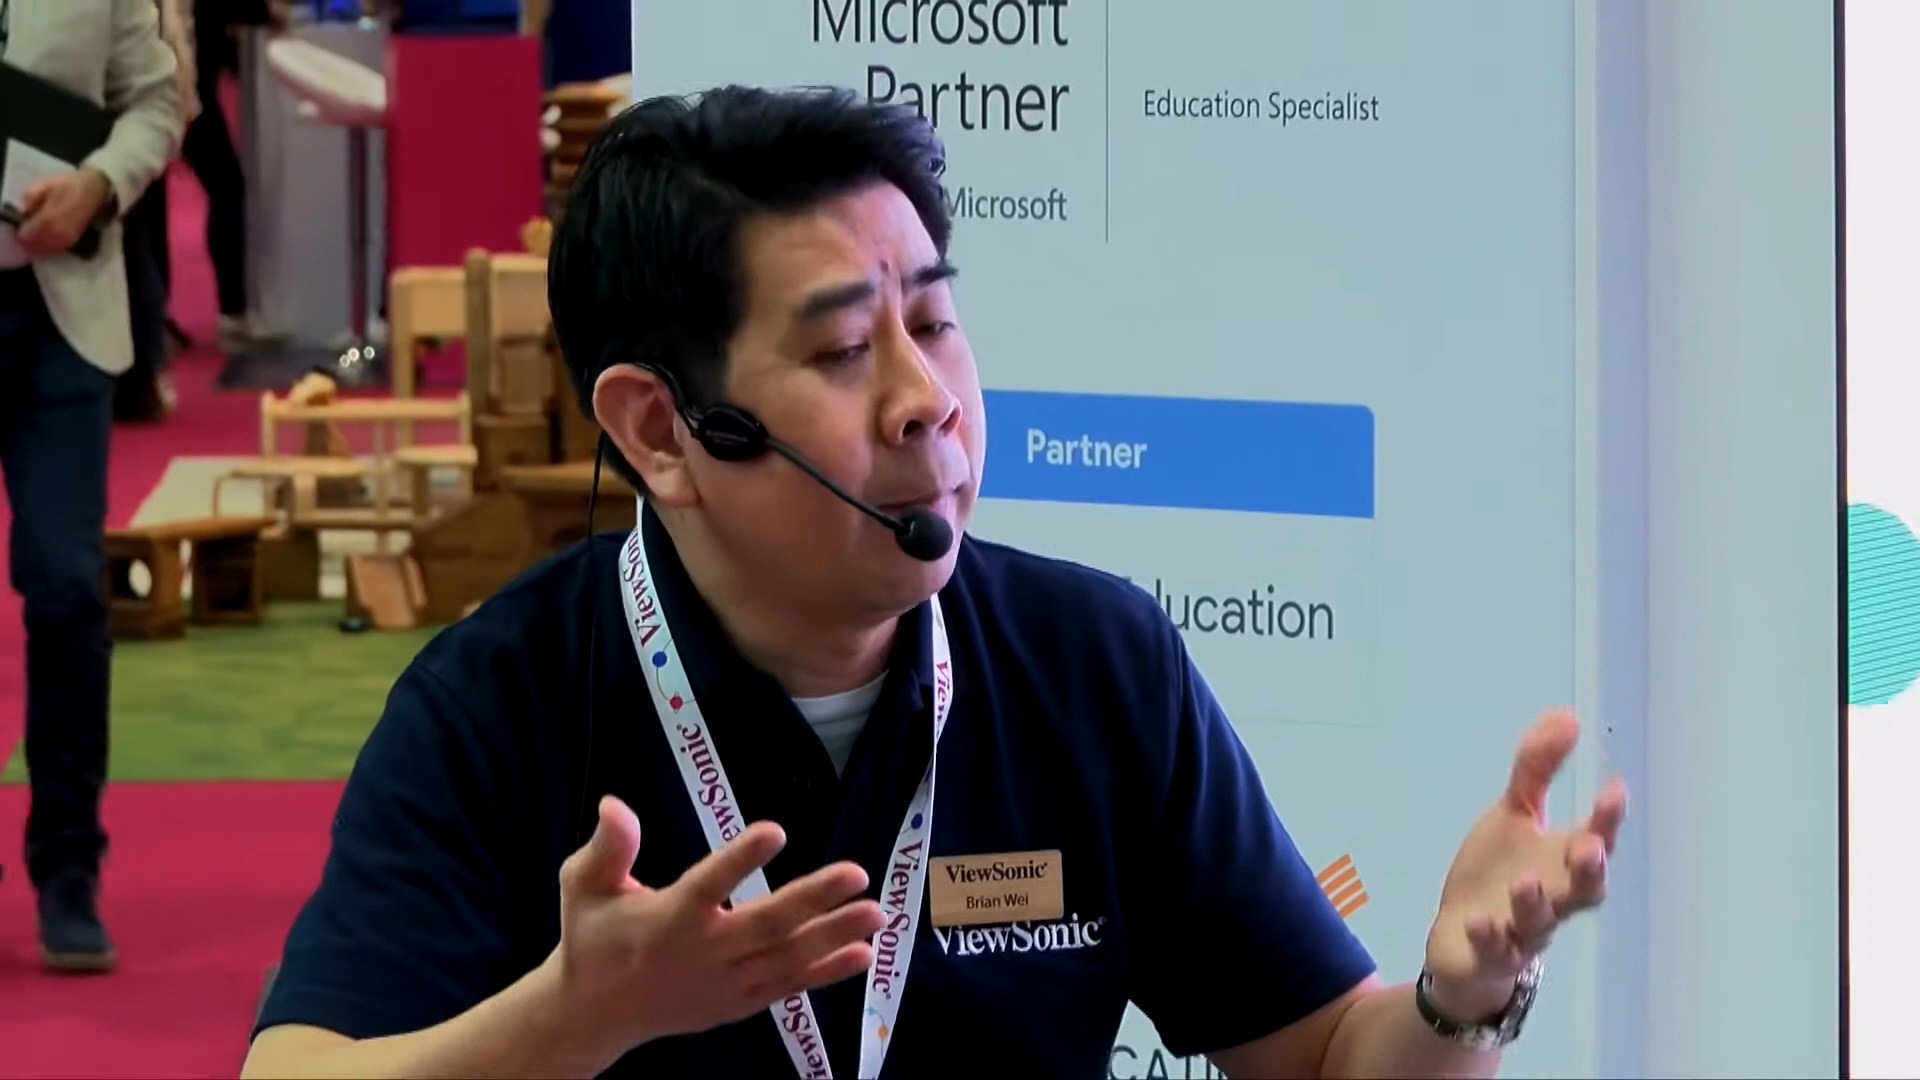 Microsoft
Partner
Education Specialist
Microsoft
Partner
ucation
ViewSonic
ViewSonic
ViewSonic
ViewSonic
Brian Wei
ViewSonic